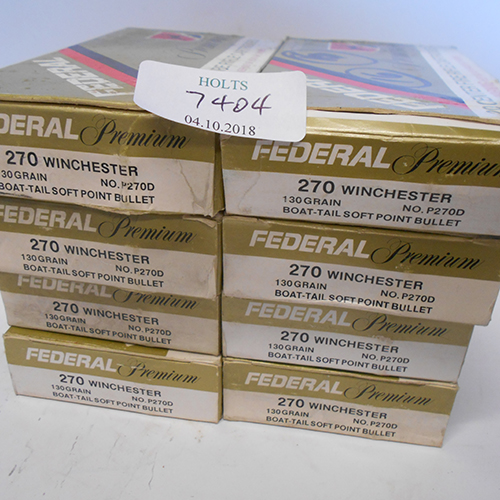 HOLTS
7404
04.10.2018
FEDERAL Premium
270 WINCHESTER
130 GRAIN NO. P270D
BOAT-TAIL SOFT POINT BULLET
FEDERAL Premium
270 WINCHESTER
130 GRAIN NO. P270D
BOAT-TAIL SOFT POINT BULLET
FEDERAL Premium
270 WINCHESTER
130 GRAIN NO. P270D
BOAT-TAIL SOFT POINT BULLET
FEDERAL Premium
270 WINCHESTER
130 GRAIN NO. P270D
BOAT-TAIL SOFT POINT BULLET
FEDERAL Premium
270 WINCHESTER
130 GRAIN NO. P270D
BOAT-TAIL SOFT POINT BULLET
FEDERAL Premium
270 WINCHESTER
130 GRAIN NO. P270D
BOAT-TAIL SOFT POINT BULLET
FEDERAL Premium
270 WINCHESTER
130 GRAIN NO. P270D
BOAT-TAIL SOFT POINT BULLET
FEDERAL Premium
270 WINCHESTER
130 GRAIN NO. P270D
BOAT-TAIL SOFT POINT BULLET